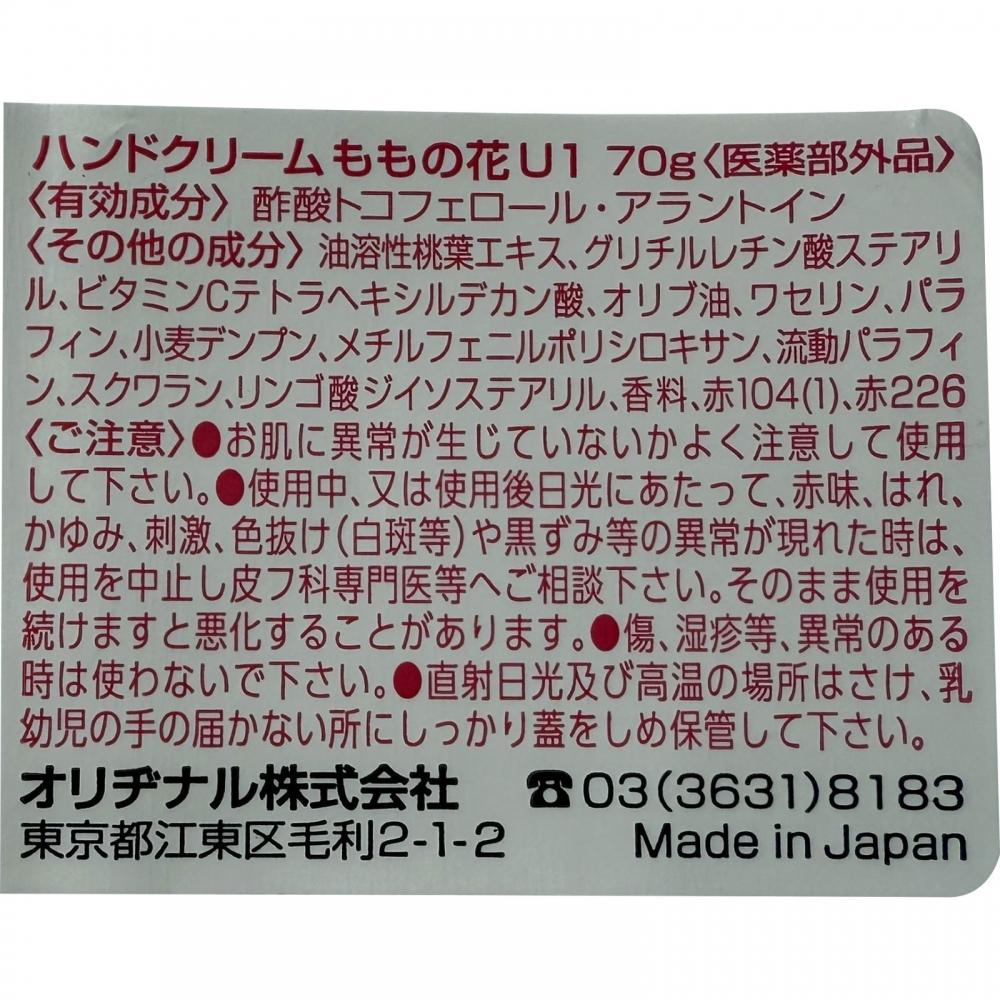 ハンドクリーム ももの花 U1 70g〈医薬部外品〉
〈有効成分〉 酢酸トコフェロール・アラントイン
〈その他の成分〉油溶性桃葉エキス、グリチルレチン酸ステアリ
ル、ビタミンCテトラヘキシルデカン酸、オリブ油、ワセリン、パラ
フィン、小麦デンプン、メチルフェニルポリシロキサン、流動パラフィ
ン、スクワラン、リンゴ酸ジイソステアリル、香料、赤104(1)、赤226
〈ご注意〉●お肌に異常が生じていないかよく注意して使用
して下さい。●使用中、又は使用後日光にあたって、赤味、はれ、
かゆみ、刺激、色抜け(白斑等)や黒ずみ等の異常が現れた時は、
使用を中止し皮フ科専門医等へご相談下さい。そのまま使用を
続けますと悪化することがあります。●傷、湿疹等、異常のある
時は使わないで下さい。●直射日光及び高温の場所はさけ、乳
幼児の手の届かない所にしっかり蓋をしめ保管して下さい。
オリヂナル株式会社 ☎03(3631)8183
東京都江東区毛利2-1-2 Made in Japan